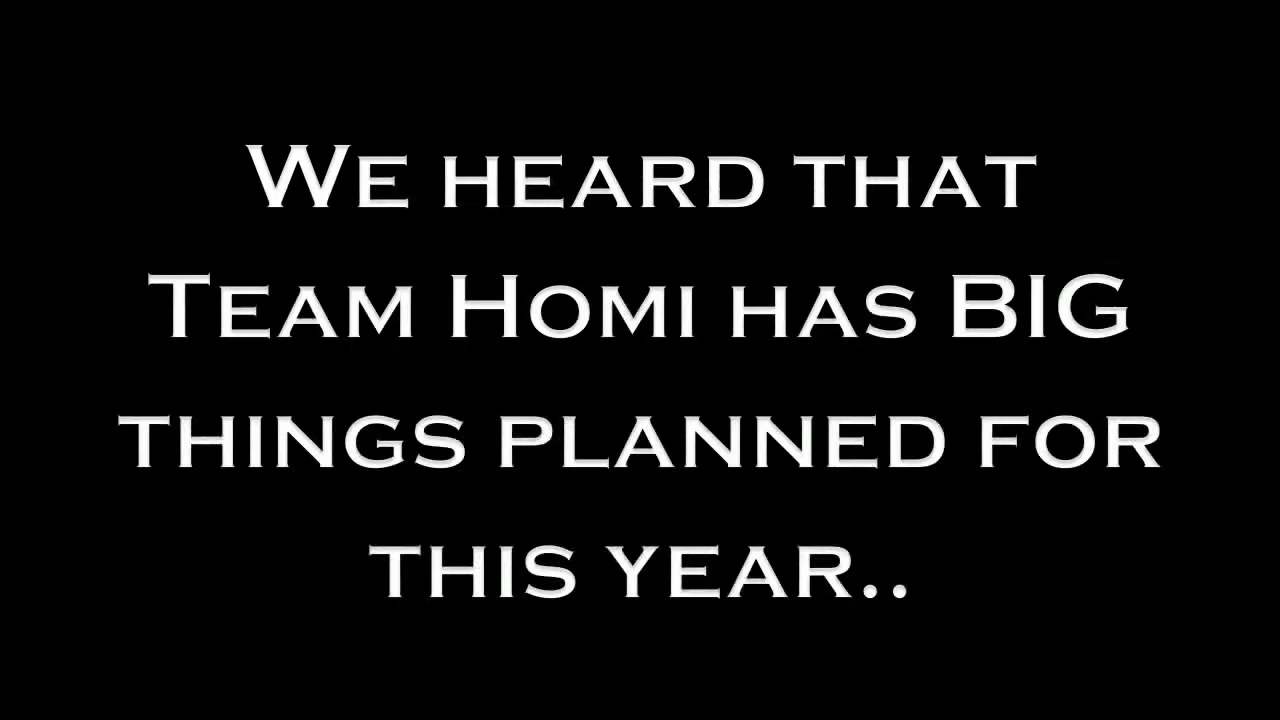 We heard that
Team Homi has BIG
things planned for
this year..